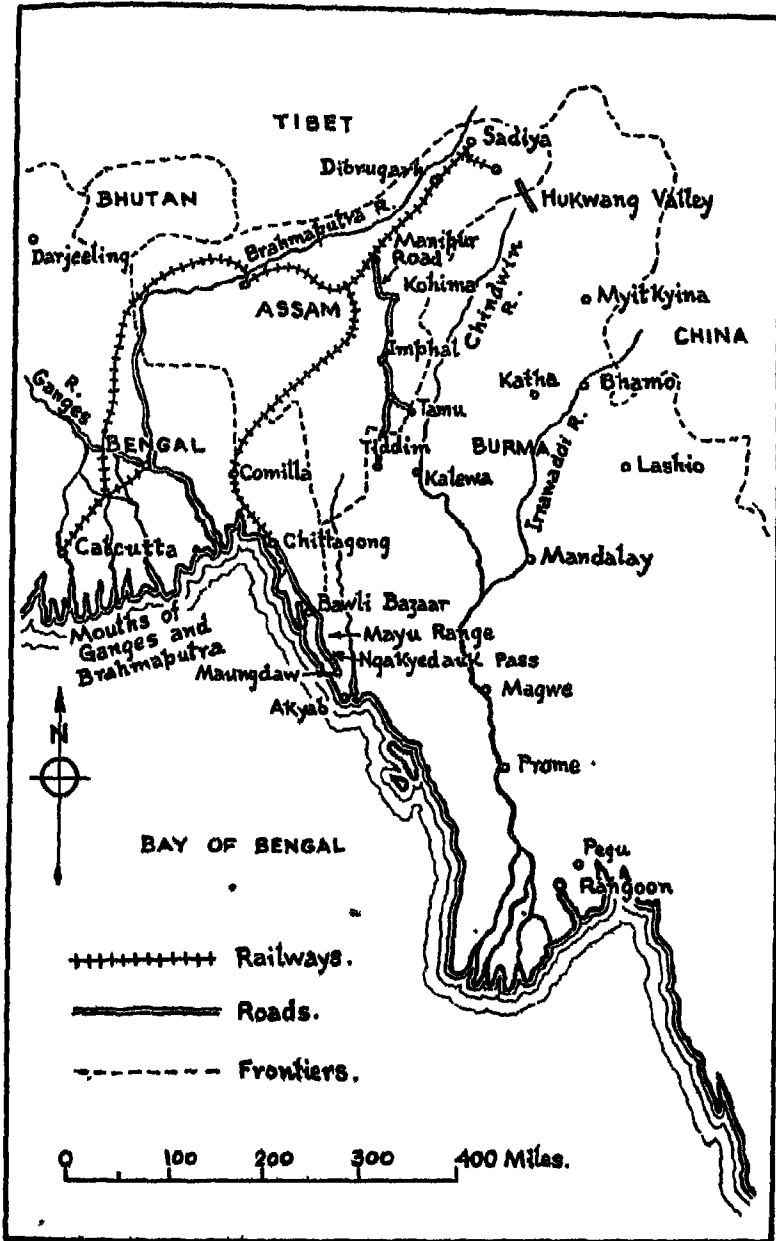 TIBET
Sadiya
Dibrugarh
BHUTAN
Hukwang Valley
Brahmaputra R.
Darjeeling
Manipur
Road
Kohima
Chindwin
R.
ASSAM
Myitkyina
CHINA
Imphal
R.
Ganges
Katha
Bhamo
Tamu
BENGAL
Tiddim
BURMA
Irrawaddi R.
Comilla
Kalewa
Lashio
Calcutta
Chittagong
Mandalay
Bawli Bazaar
Mouths of
Ganges and
Brahmaputra
Mayu Range
Ngakyedauk Pass
Maungdaw
Akyab
Magwe
N
Prome
BAY OF BENGAL
Pegu
Rangoon
Railways.
Roads.
Frontiers.
0 100 200 300 400 Miles.